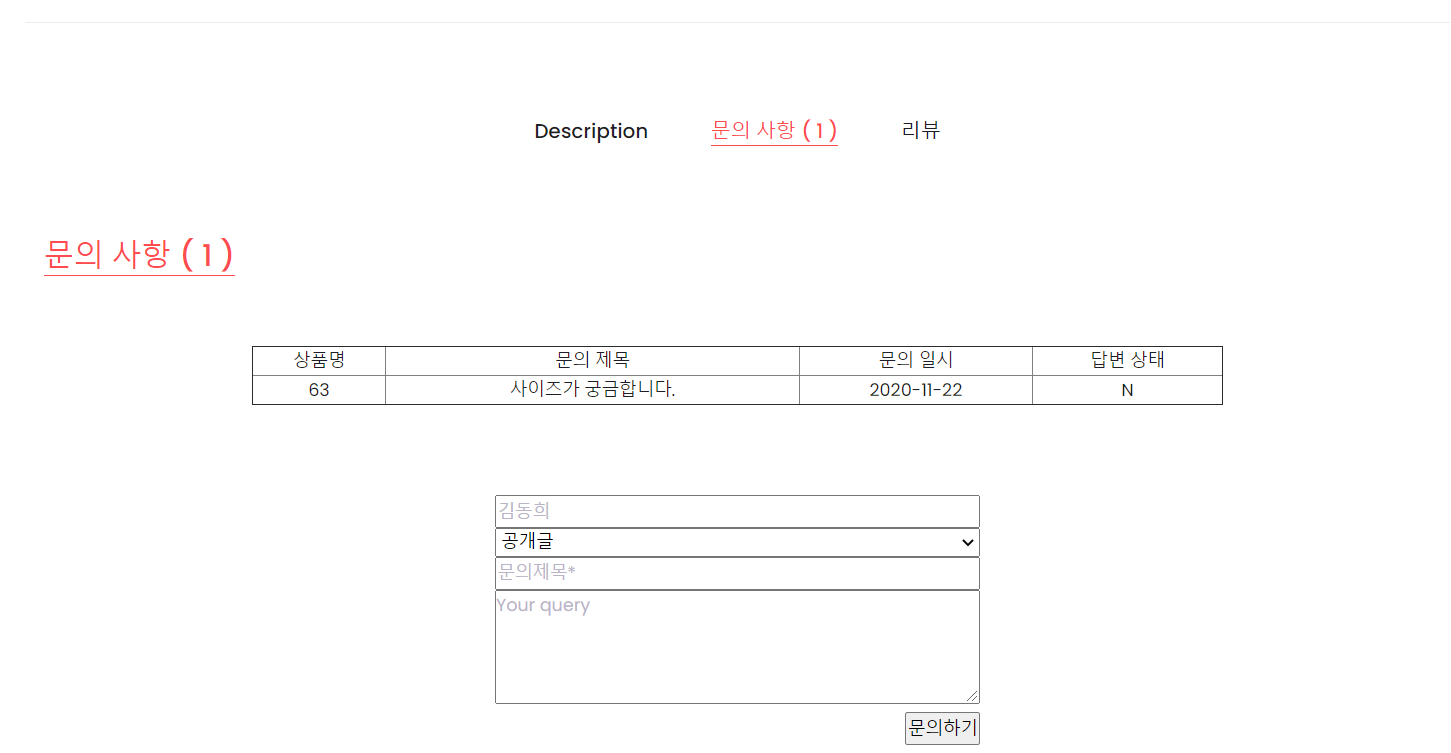 Description 문의 사항 (1) 리뷰
문의 사항 (1)
상품명 문의 제목 문의 일시 답변 상태
63 사이즈가 궁금합니다. 2020-11-22 N
김동희
공개글
문의제목*
Your query
문의하기